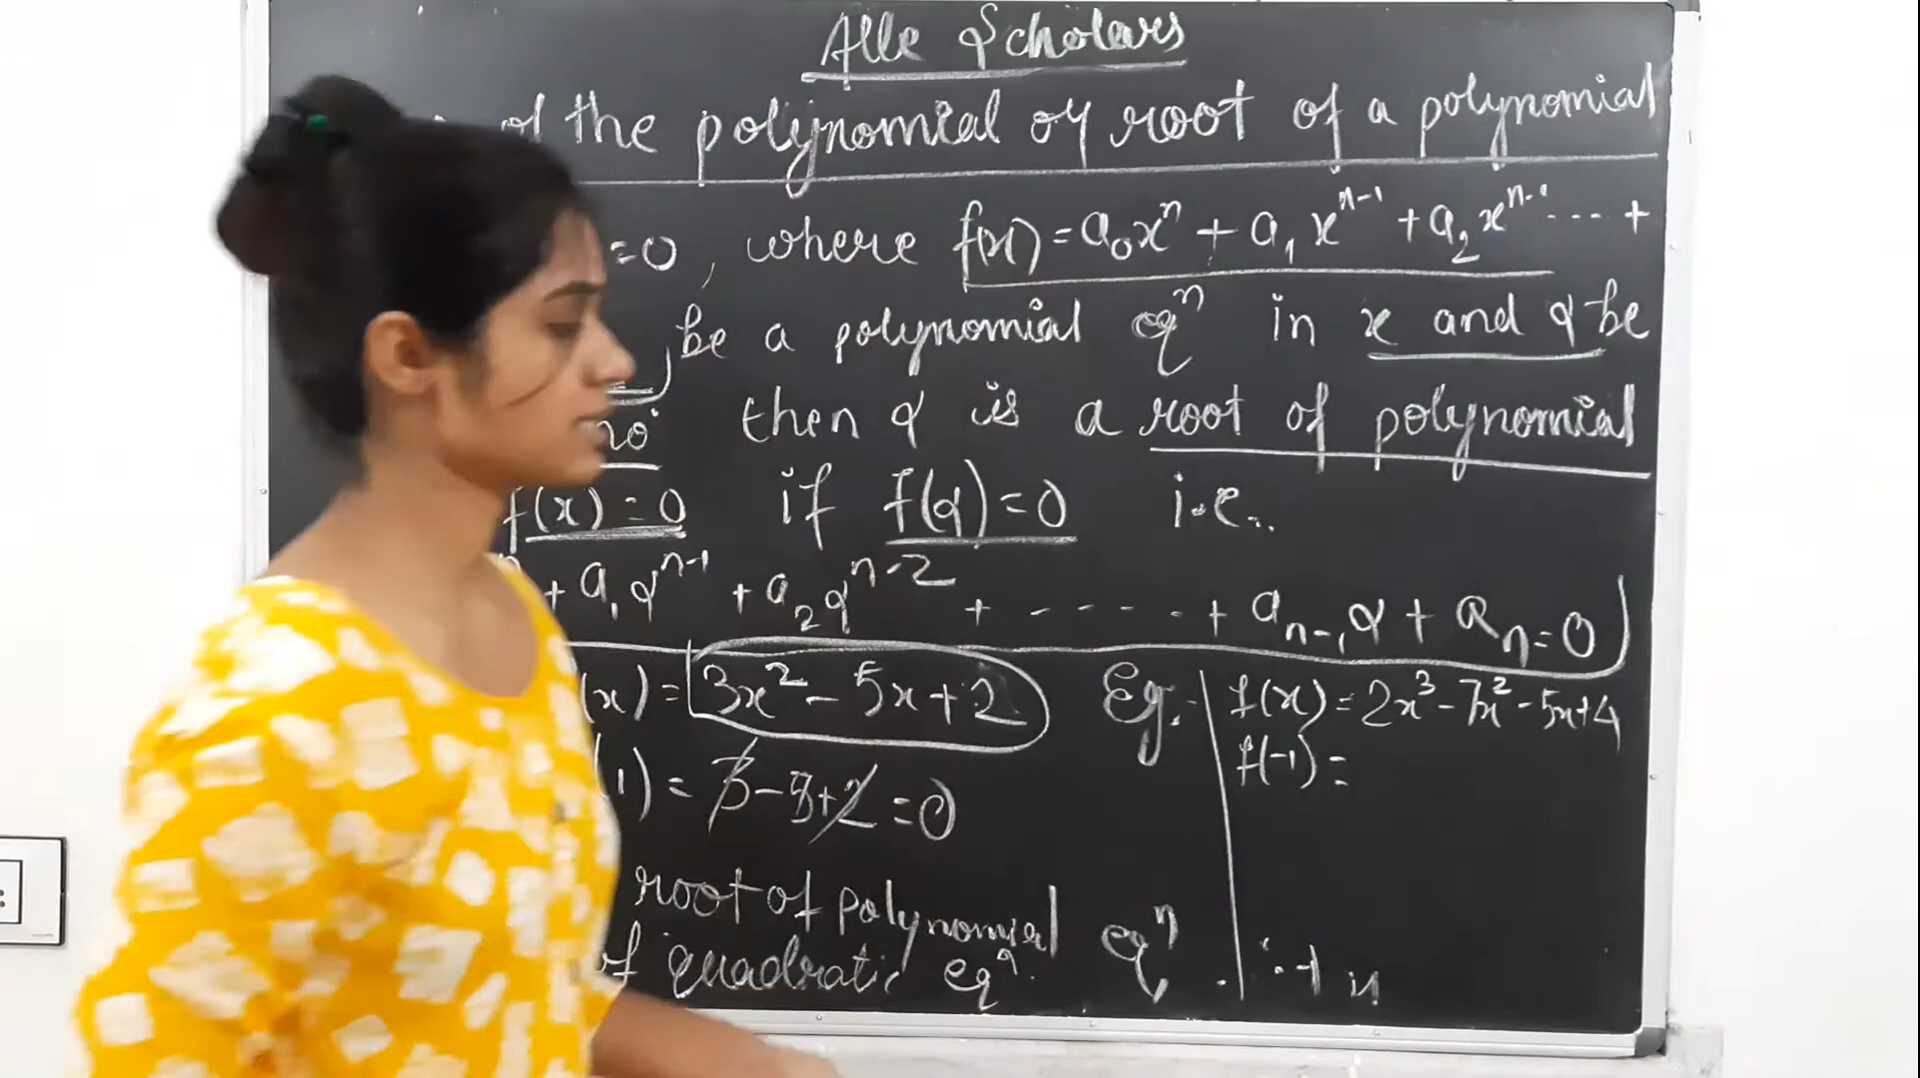 Alle Scholars
of the polynomial or root of a polynomial
=0, where f(x) = a₀xⁿ + a₁xⁿ⁻¹ + a₂xⁿ⁻ ---- +
be a polynomial eqⁿ in x and α be
then α is a root of polynomial
f(x) = 0 if f(α) = 0 i.e..
+ a₁αⁿ⁻¹ + a₂αⁿ⁻² + ----- + aₙ₋₁α + aₙ = 0
(x) = 3x² - 5x + 2
1) = 3 - 5 + 2 = 0
root of polynomial eqⁿ
of quadratic eqⁿ.
Eg.- f(x) = 2x³ - 7x² - 5x + 4
f(-1) =